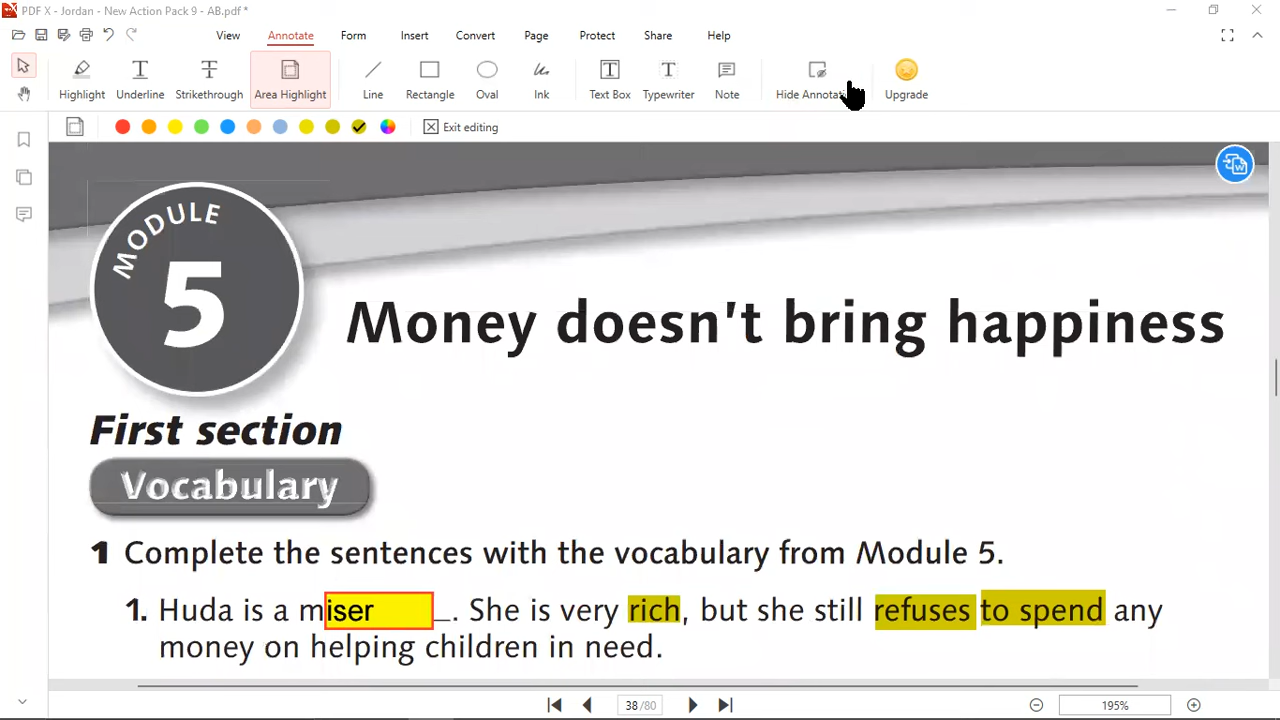 PDF X - Jordan - New Action Pack 9 - AB.pdf *
View Annotate Form Insert Convert Page Protect Share Help
Highlight Underline Strikethrough Area Highlight Line Rectangle Oval Ink Text Box Typewriter Note Hide Upgrade
Exit editing
MODULE
5
Money doesn't bring happiness
First section
Vocabulary
1 Complete the sentences with the vocabulary from Module 5.
1. Huda is a miser_. She is very rich, but she still refuses to spend any
money on helping children in need.
38 /80
195%